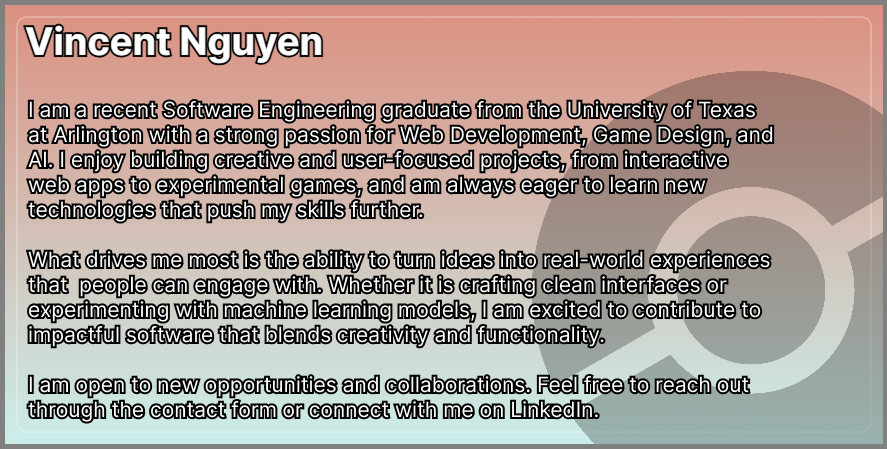 Vincent Nguyen
I am a recent Software Engineering graduate from the University of Texas
at Arlington with a strong passion for Web Development, Game Design, and
AI. I enjoy building creative and user-focused projects, from interactive
web apps to experimental games, and am always eager to learn new
technologies that push my skills further.
What drives me most is the ability to turn ideas into real-world experiences
that  people can engage with. Whether it is crafting clean interfaces or
experimenting with machine learning models, I am excited to contribute to
impactful software that blends creativity and functionality.
I am open to new opportunities and collaborations. Feel free to reach out
through the contact form or connect with me on LinkedIn.